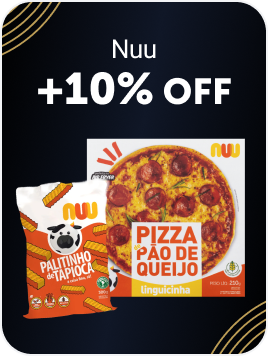 Nuu
+10% OFF
nuu
PIZZA
PÃO DE
QUEIJO
linguicinha
nuu
PALITINHO
de TAPIOCA